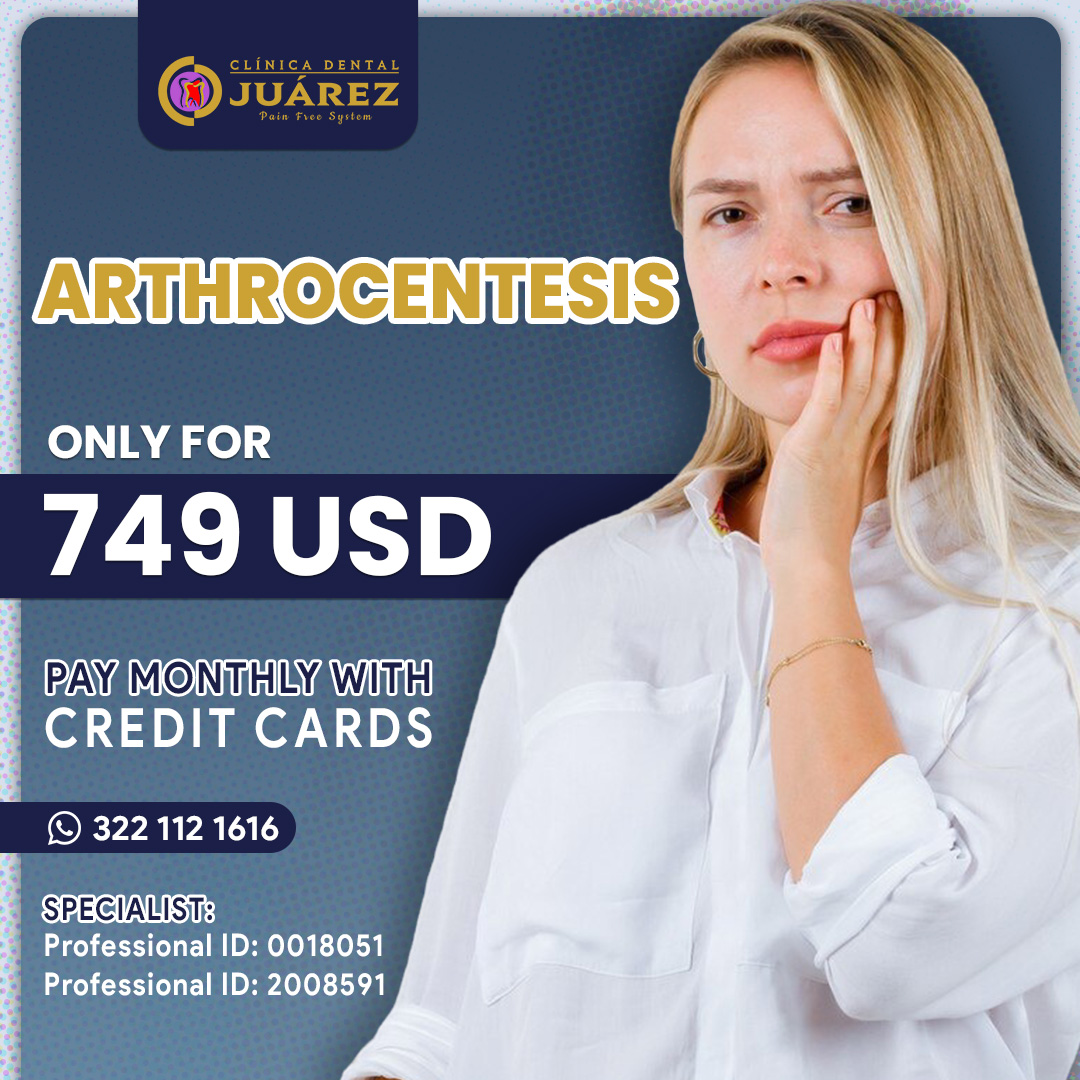 CLÍNICA DENTAL
JUÁREZ
Pain Free System
ARTHROCENTESIS
ONLY FOR
749 USD
PAY MONTHLY WITH
CREDIT CARDS
322 112 1616
SPECIALIST:
Professional ID: 0018051
Professional ID: 2008591